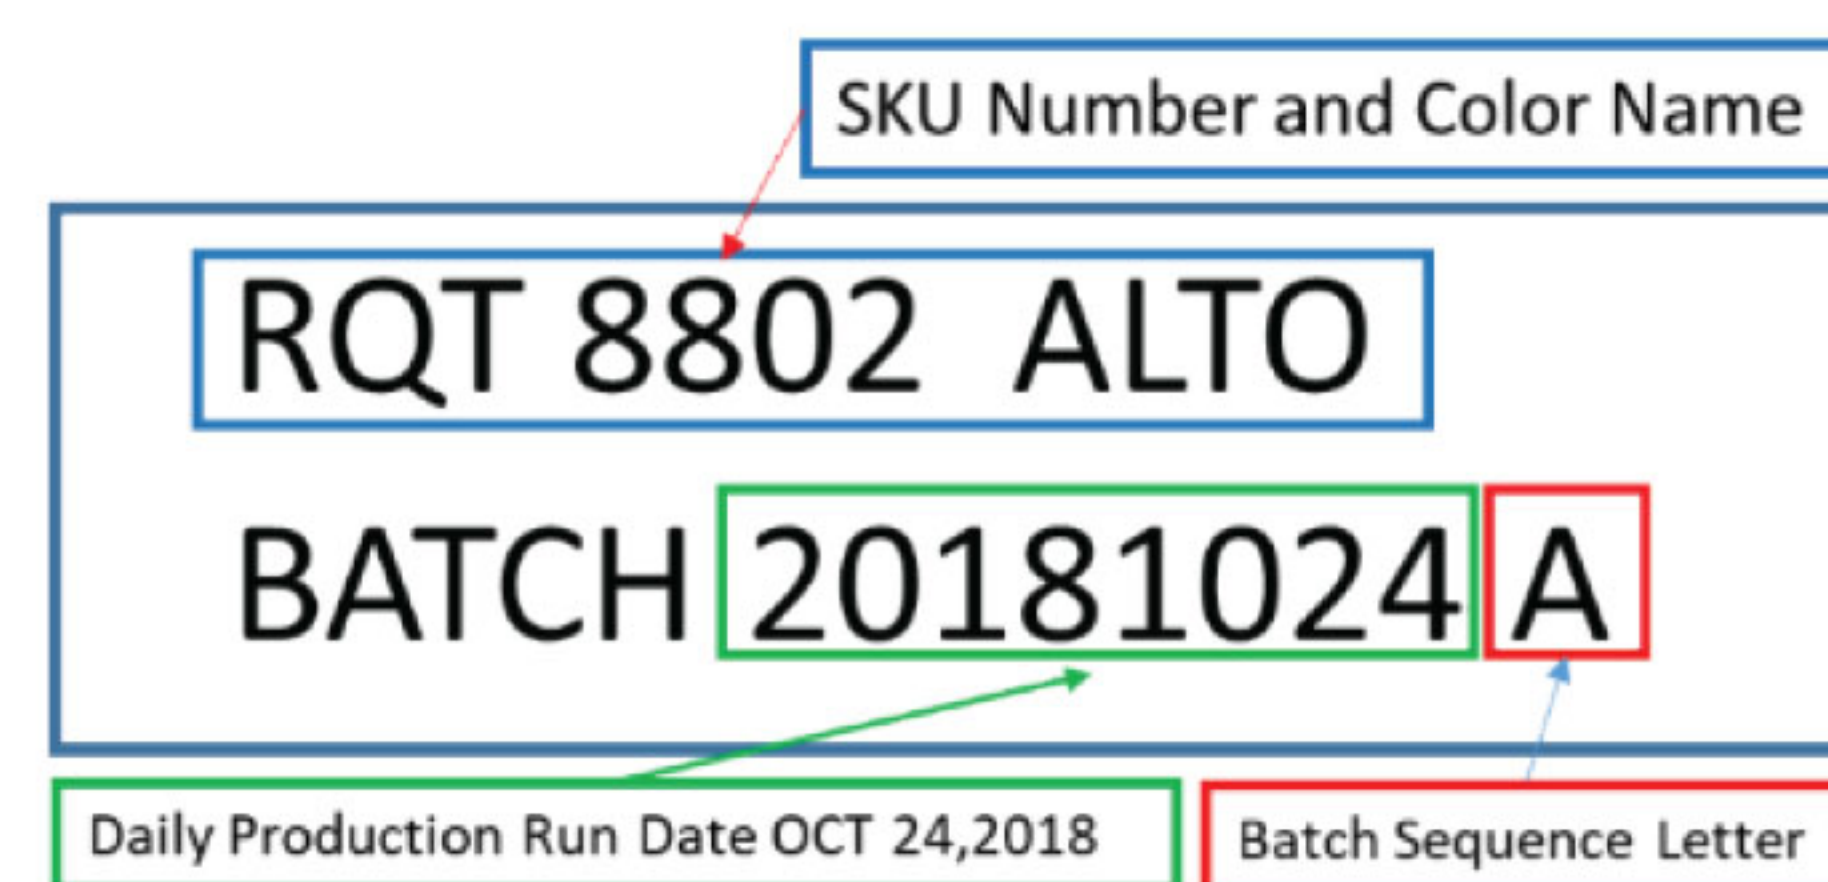 SKU Number and Color Name
RQT 8802 ALTO
BATCH 20181024 A
Daily Production Run Date OCT 24,2018
Batch Sequence Letter